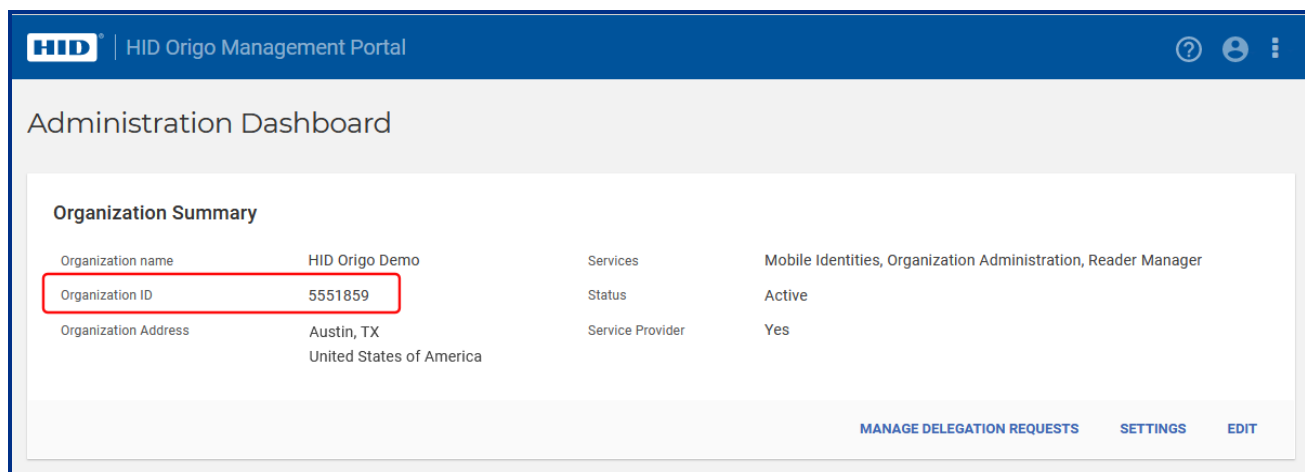 HID® | HID Origo Management Portal
Administration Dashboard
Organization Summary
Organization name HID Origo Demo Services Mobile Identities, Organization Administration, Reader Manager
Organization ID 5551859 Status Active
Organization Address Austin, TX Service Provider Yes
United States of America
MANAGE DELEGATION REQUESTS SETTINGS EDIT